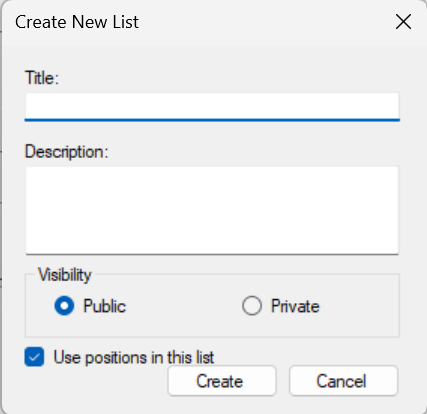 Create New List
Title:
Description:
Visibility
Public Private
Use positions in this list
Create Cancel